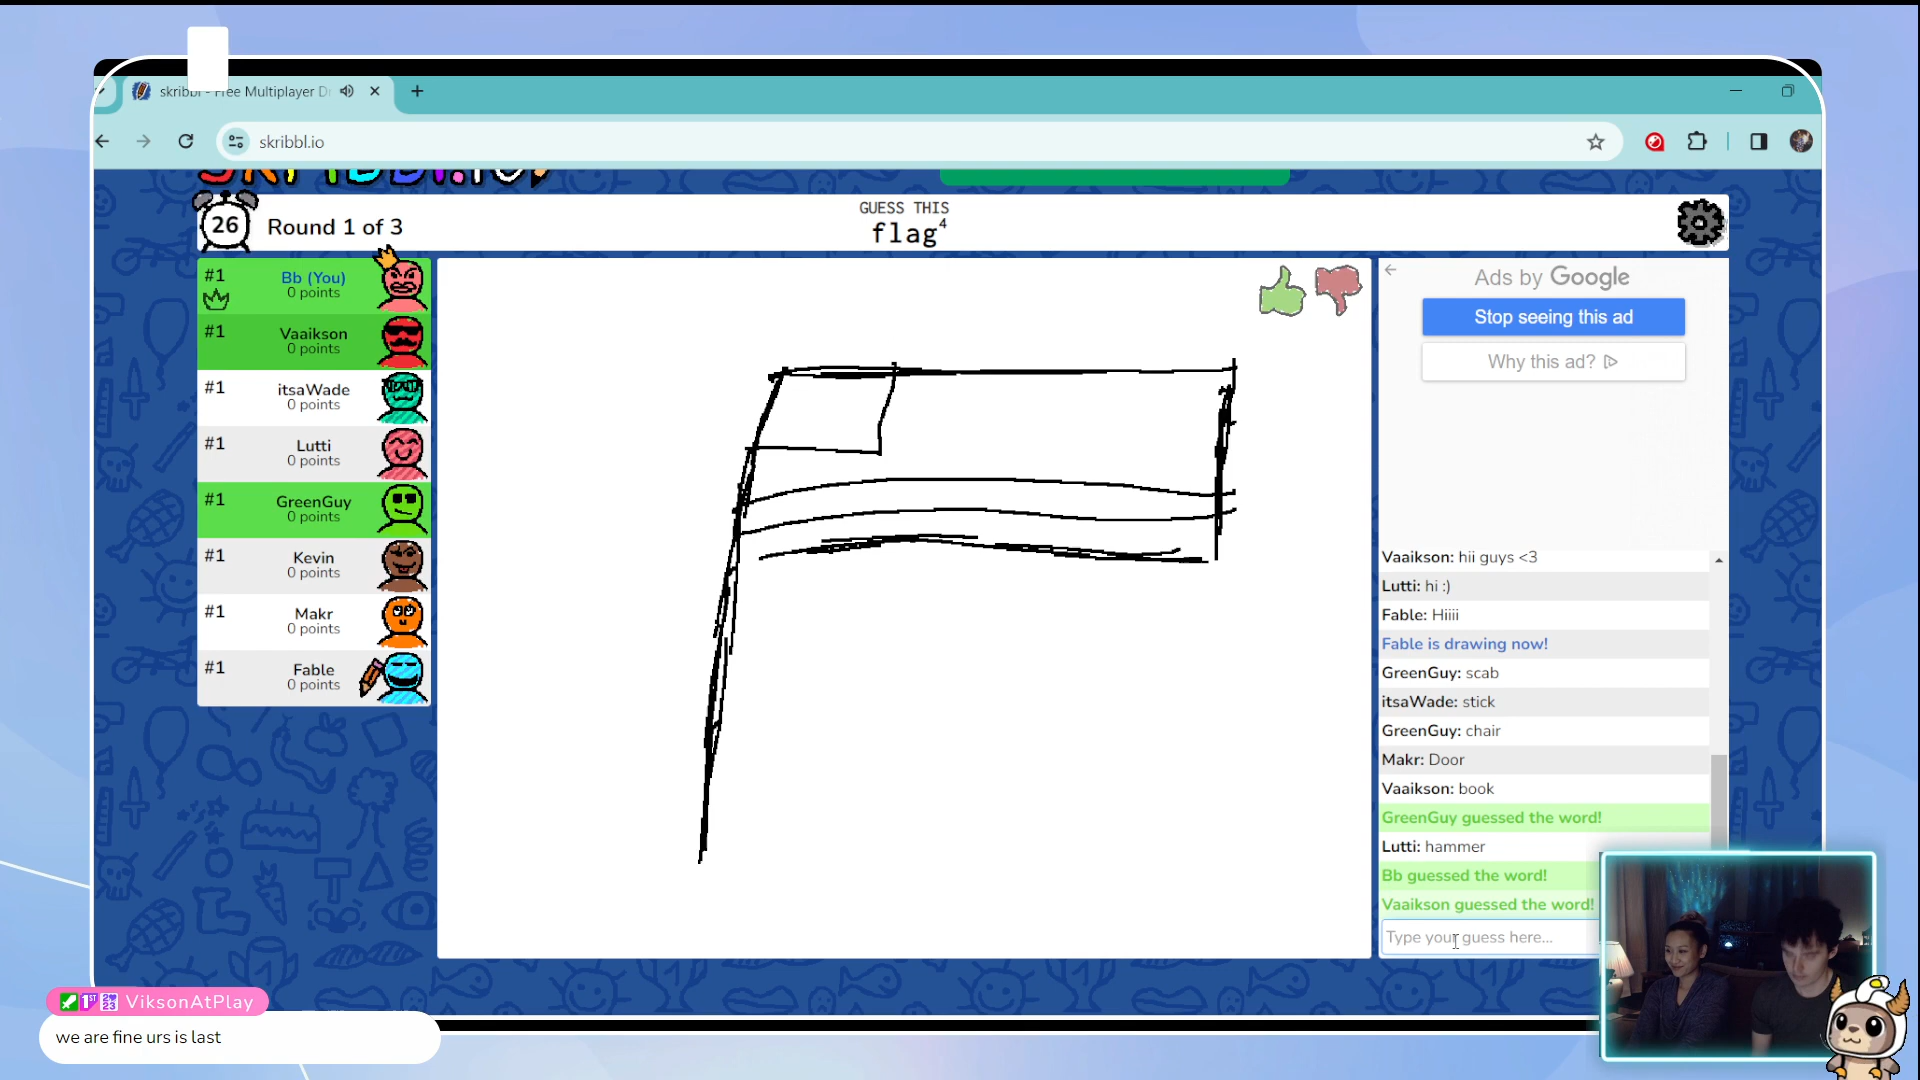 skribbl - Free Multiplayer Dr
skribbl.io
SKRIBBL.IO
26
Round 1 of 3
GUESS THIS
flag4
#1 Bb (You)
0 points
#1 Vaaikson
0 points
#1 itsaWade
0 points
#1 Lutti
0 points
#1 GreenGuy
0 points
#1 Kevin
0 points
#1 Makr
0 points
#1 Fable
0 points
Ads by Google
Stop seeing this ad
Why this ad?
Vaaikson: hii guys <3
Lutti: hi :)
Fable: Hiiii
Fable is drawing now!
GreenGuy: scab
itsaWade: stick
GreenGuy: chair
Makr: Door
Vaaikson: book
GreenGuy guessed the word!
Lutti: hammer
Bb guessed the word!
Vaaikson guessed the word!
Type your guess here...
1ST
ViksonAtPlay
we are fine urs is last